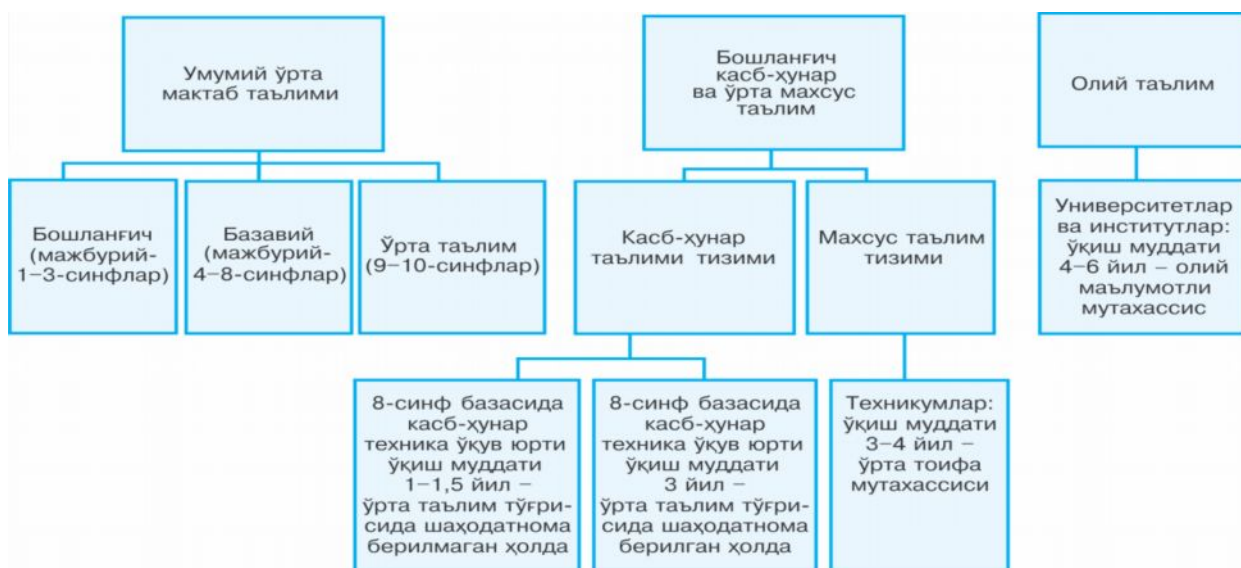 Умумий ўрта
мактаб таълими
Бошланғич
касб-ҳунар
ва ўрта махсус
таълим
Олий таълим
Бошланғич
(мажбурий-
1–3-синфлар)
Базавий
(мажбурий-
4–8-синфлар)
Ўрта таълим
(9–10-синфлар)
Касб-ҳунар
таълими тизими
Махсус таълим
тизими
Университетлар
ва институтлар:
ўқиш муддати
4–6 йил – олий
маълумотли
мутахассис
8-синф базасида
касб-ҳунар
техника ўқув юрти
ўқиш муддати
1–1,5 йил –
ўрта таълим тўғри-
сида шаҳодатнома
берилмаган ҳолда
8-синф базасида
касб-ҳунар
техника ўқув юрти
ўқиш муддати
3 йил –
ўрта таълим тўғри-
сида шаҳодатнома
берилган ҳолда
Техникумлар:
ўқиш муддати
3–4 йил –
ўрта тоифа
мутахассиси